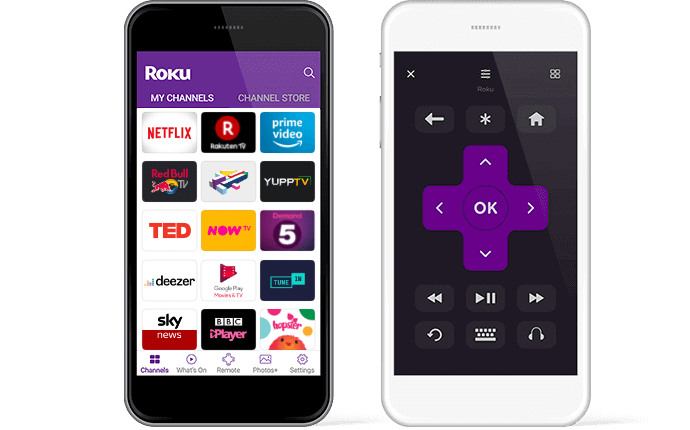 ROKU
MY CHANNELS
CHANNEL STORE
NETFLIX
R
Rakuten TV
prime
video
Red Bull
TV
YUPPTV
TED
NOW TV
Demand
5
deezer
Google Play
Movies & TV
TUNE IN
sky
news
BBC
iPlayer
hopster
Channels
What's On
Remote
Photos+
Settings
Roku
OK